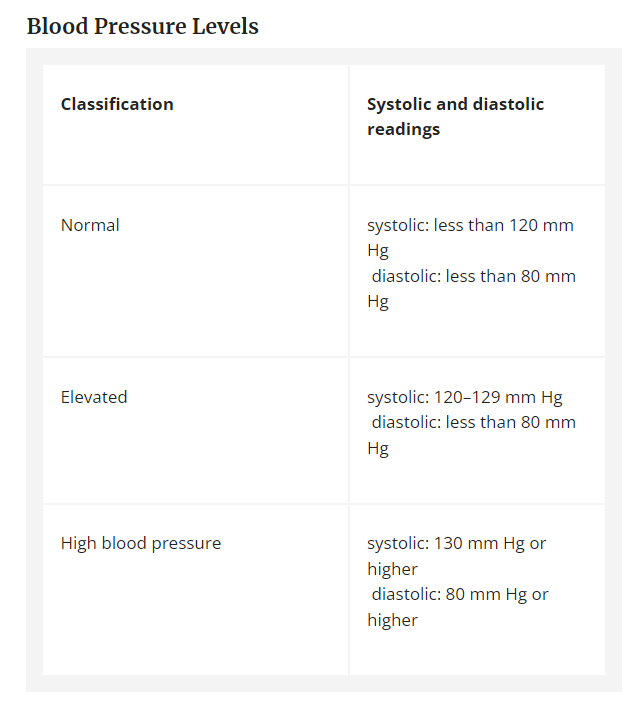 Blood Pressure Levels
Classification
Systolic and diastolic
readings
Normal
systolic: less than 120 mm
Hg
diastolic: less than 80 mm
Hg
Elevated
systolic: 120–129 mm Hg
diastolic: less than 80 mm
Hg
High blood pressure
systolic: 130 mm Hg or
higher
diastolic: 80 mm Hg or
higher